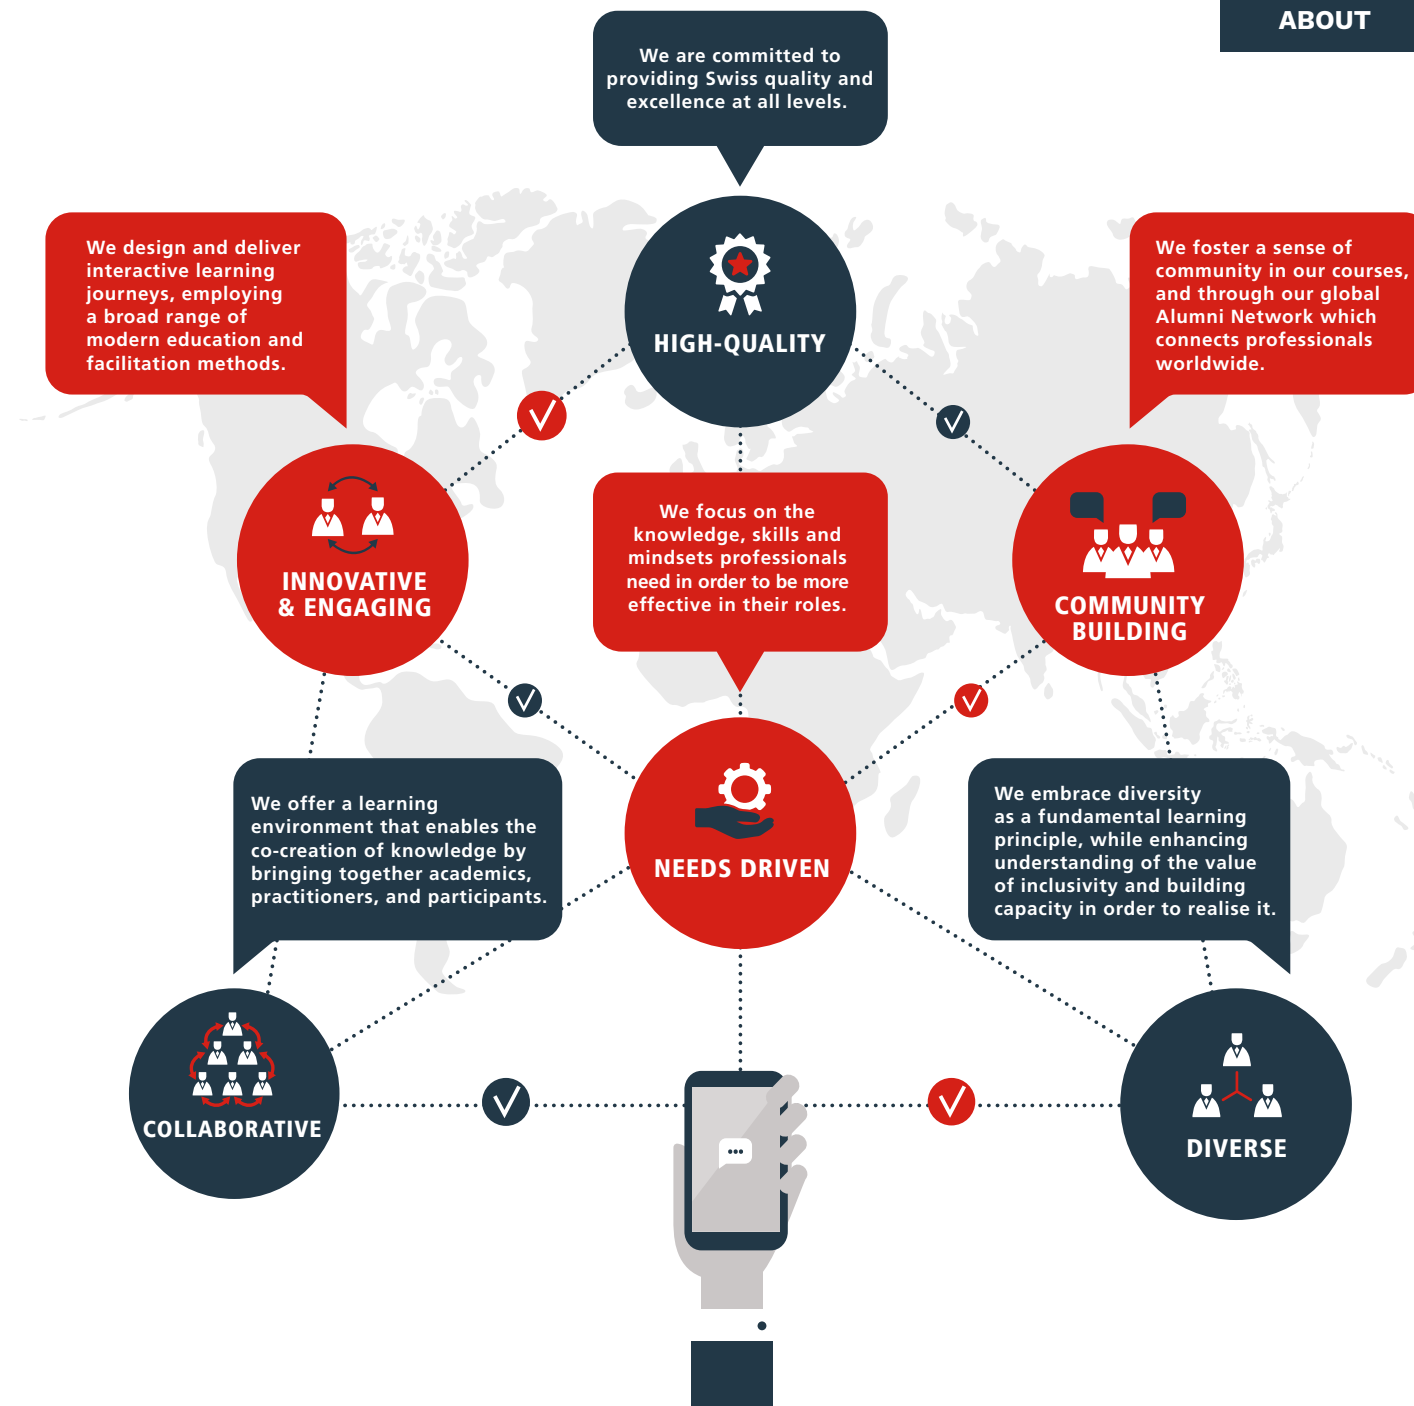 ABOUT
We are committed to
providing Swiss quality and
excellence at all levels.
HIGH-QUALITY
We design and deliver
interactive learning
journeys, employing
a broad range of
modern education and
facilitation methods.
INNOVATIVE
& ENGAGING
We foster a sense of
community in our courses,
and through our global
Alumni Network which
connects professionals
worldwide.
COMMUNITY
BUILDING
We focus on the
knowledge, skills and
mindsets professionals
need in order to be more
effective in their roles.
NEEDS DRIVEN
We offer a learning
environment that enables the
co-creation of knowledge by
bringing together academics,
practitioners, and participants.
COLLABORATIVE
We embrace diversity
as a fundamental learning
principle, while enhancing
understanding of the value
of inclusivity and building
capacity in order to realise it.
DIVERSE